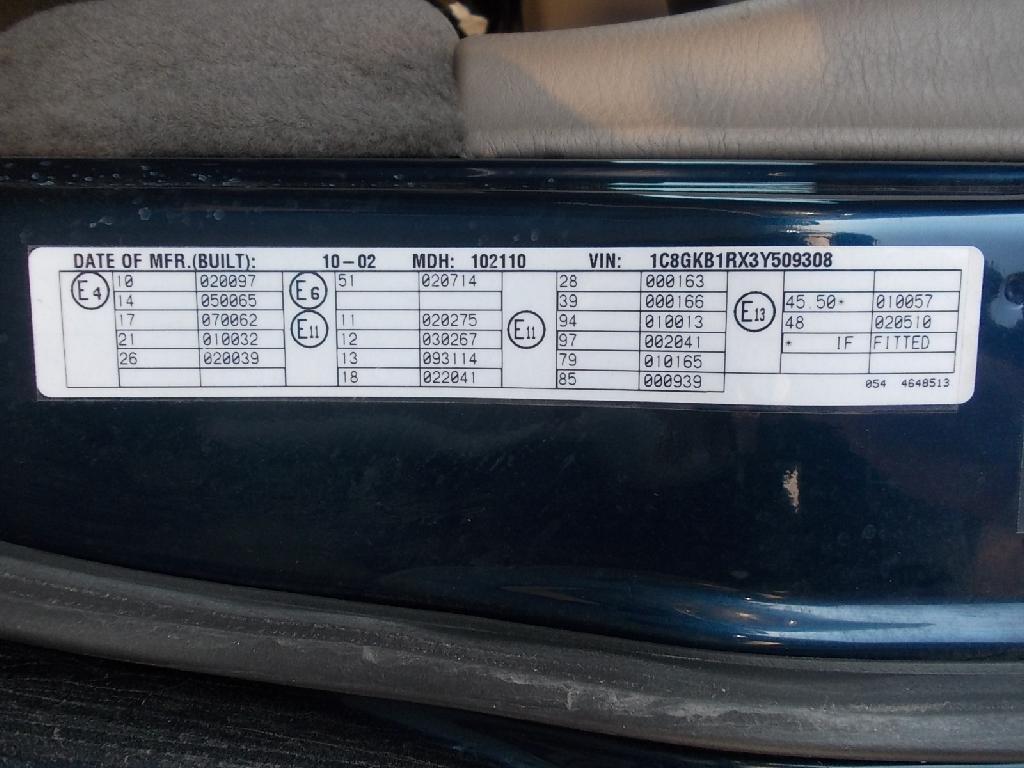 DATE OF MFR.(BUILT): 10-02 MDH: 102110 VIN: 1C8GKB1RX3Y509308
E4 10 020097 E6 51 020714 28 000163
14 050065 39 000166 E13 45.50* 010057
17 070062 E11 11 020275 E11 94 010013 48 020510
21 010032 12 030267 97 002041 * IF FITTED
26 020039 13 093114 79 010165
18 022041 85 000939 054 4648513